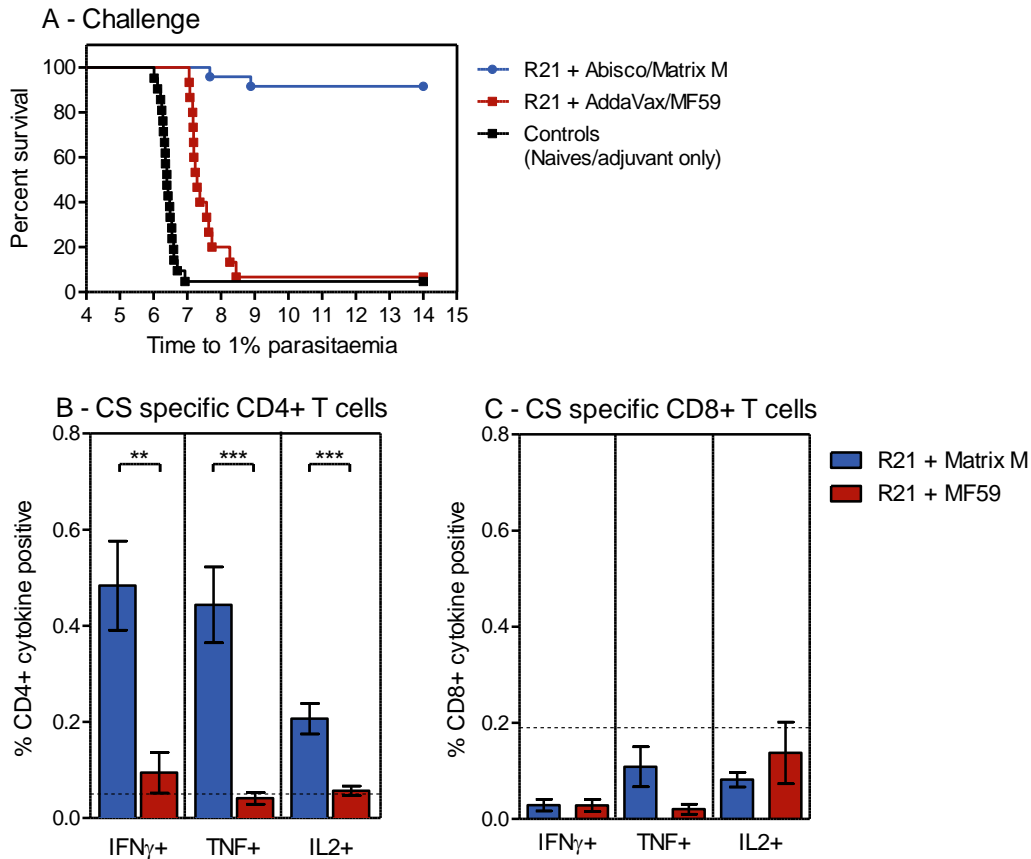 A - Challenge
Percent survival
100
80
60
40
20
0
4 5 6 7 8 9 10 11 12 13 14 15
Time to 1% parasitaemia
R21 + Abisco/Matrix M
R21 + AddaVax/MF59
Controls
(Naives/adjuvant only)
B - CS specific CD4+ T cells
% CD4+ cytokine positive
0.8
0.6
0.4
0.2
0.0
** *** ***
IFNγ+ TNF+ IL2+
C - CS specific CD8+ T cells
% CD8+ cytokine positive
0.8
0.6
0.4
0.2
0.0
IFNγ+ TNF+ IL2+
R21 + Matrix M
R21 + MF59